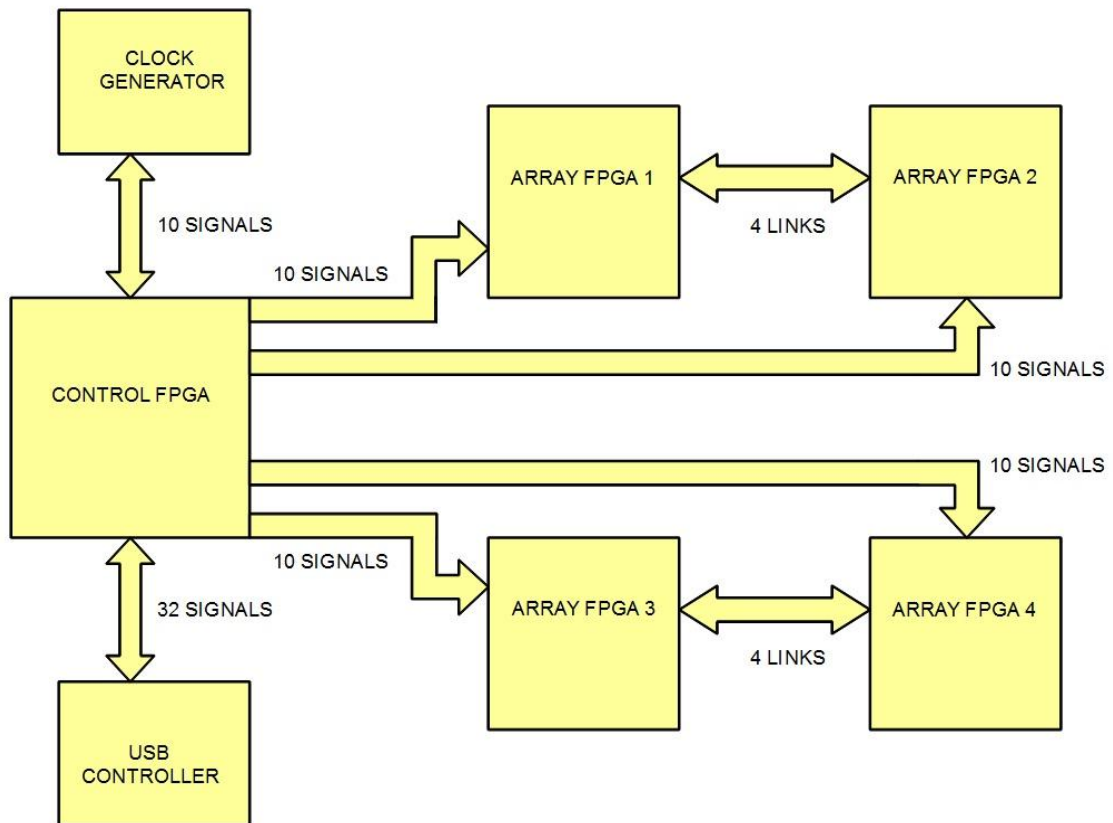 CLOCK
GENERATOR
10 SIGNALS
10 SIGNALS
ARRAY FPGA 1
4 LINKS
ARRAY FPGA 2
10 SIGNALS
CONTROL FPGA
10 SIGNALS
10 SIGNALS
ARRAY FPGA 3
4 LINKS
ARRAY FPGA 4
32 SIGNALS
USB
CONTROLLER